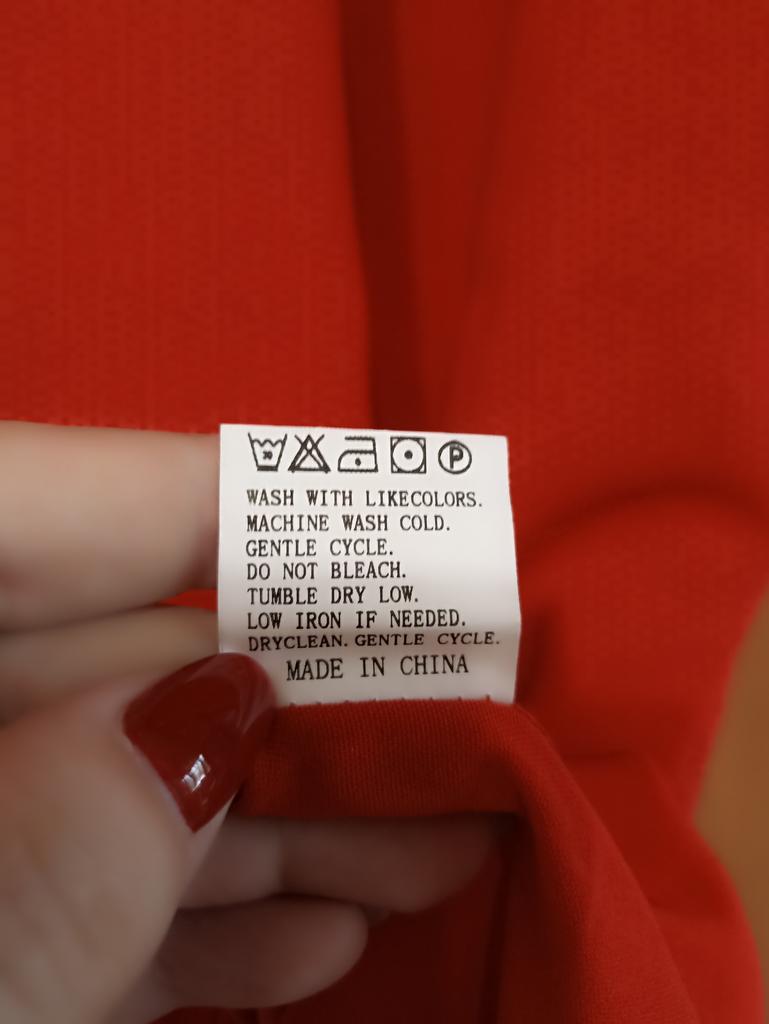 P
WASH WITH LIKECOLORS.
MACHINE WASH COLD.
GENTLE CYCLE.
DO NOT BLEACH.
TUMBLE DRY LOW.
LOW IRON IF NEEDED.
DRYCLEAN. GENTLE CYCLE.
MADE IN CHINA